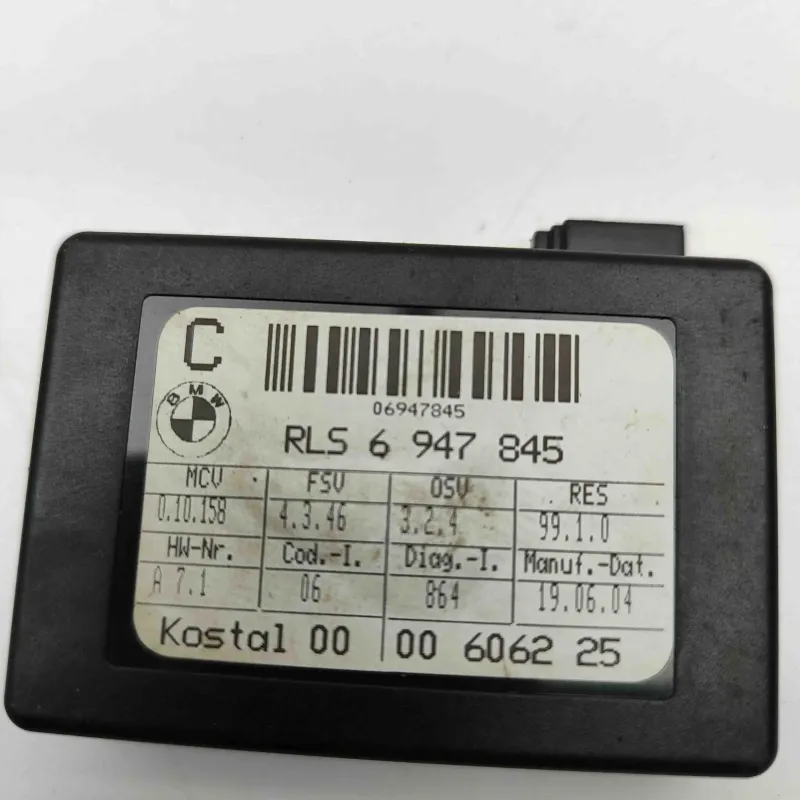 C
BMW
06947845
RLS 6 947 845
MCV FSV OSV RES
0.10.158 4.3.46 3.2.4 99.1.0
HW-Nr. Cod.-I. Diag.-I. Manuf.-Dat.
A 7.1 06 864 19.06.04
Kostal 00 00 6062 25